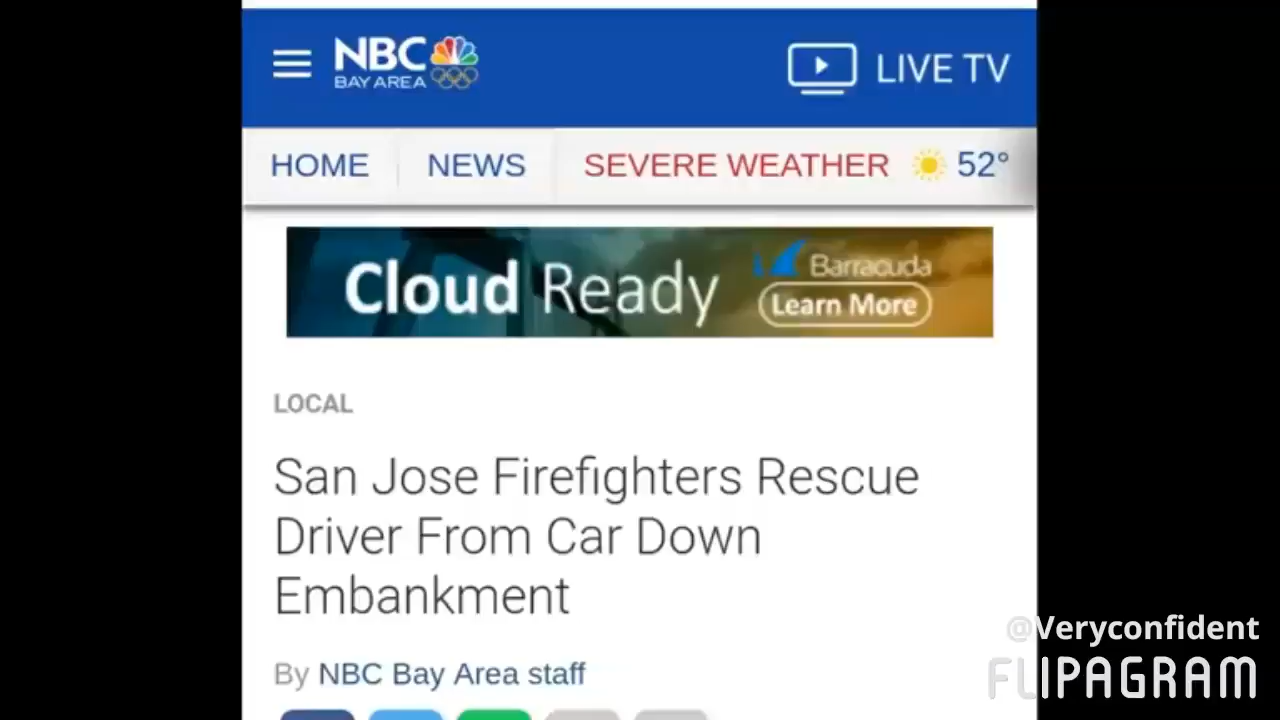 NBC
BAY AREA
LIVE TV
HOME
NEWS
SEVERE WEATHER
52°
Cloud Ready
Barracuda
Learn More
LOCAL
San Jose Firefighters Rescue
Driver From Car Down
Embankment
By NBC Bay Area staff
@Veryconfident
FLIPAGRAM